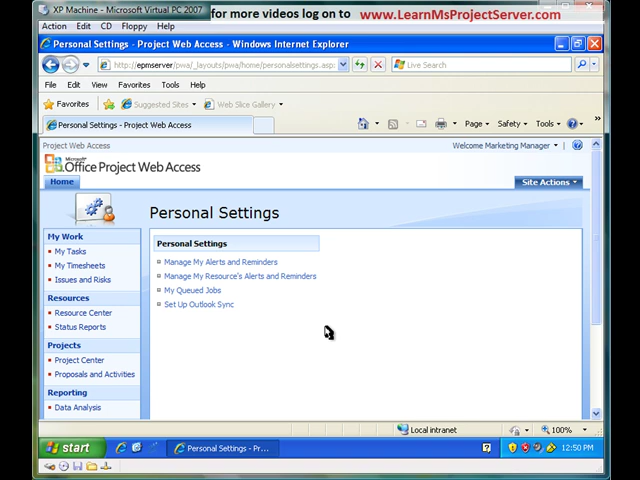 XP Machine - Microsoft Virtual PC 2007
for more videos log on to www.LearnMsProjectServer.com
Action Edit CD Floppy Help
Personal Settings - Project Web Access - Windows Internet Explorer
http://epmserver/pwa/_layouts/pwa/home/personalsettings.asp
Live Search
File Edit View Favorites Tools Help
Favorites Suggested Sites Web Slice Gallery
Personal Settings - Project Web Access
Page Safety Tools »
Project Web Access
Welcome Marketing Manager
Microsoft
Office Project Web Access
Home
Site Actions
Personal Settings
My Work
My Tasks
My Timesheets
Issues and Risks
Resources
Resource Center
Status Reports
Projects
Project Center
Proposals and Activities
Reporting
Data Analysis
Personal Settings
Manage My Alerts and Reminders
Manage My Resource's Alerts and Reminders
My Queued Jobs
Set Up Outlook Sync
Local intranet
100%
start
Personal Settings - Pr...
12:50 PM